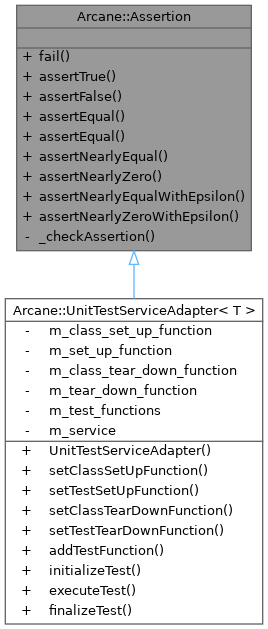 Arcane::Assertion
+ fail()
+ assertTrue()
+ assertFalse()
+ assertEqual()
+ assertEqual()
+ assertNearlyEqual()
+ assertNearlyZero()
+ assertNearlyEqualWithEpsilon()
+ assertNearlyZeroWithEpsilon()
- _checkAssertion()
Arcane::UnitTestServiceAdapter< T >
- m_class_set_up_function
- m_set_up_function
- m_class_tear_down_function
- m_tear_down_function
- m_test_functions
- m_service
+ UnitTestServiceAdapter()
+ setClassSetUpFunction()
+ setTestSetUpFunction()
+ setClassTearDownFunction()
+ setTestTearDownFunction()
+ addTestFunction()
+ initializeTest()
+ executeTest()
+ finalizeTest()